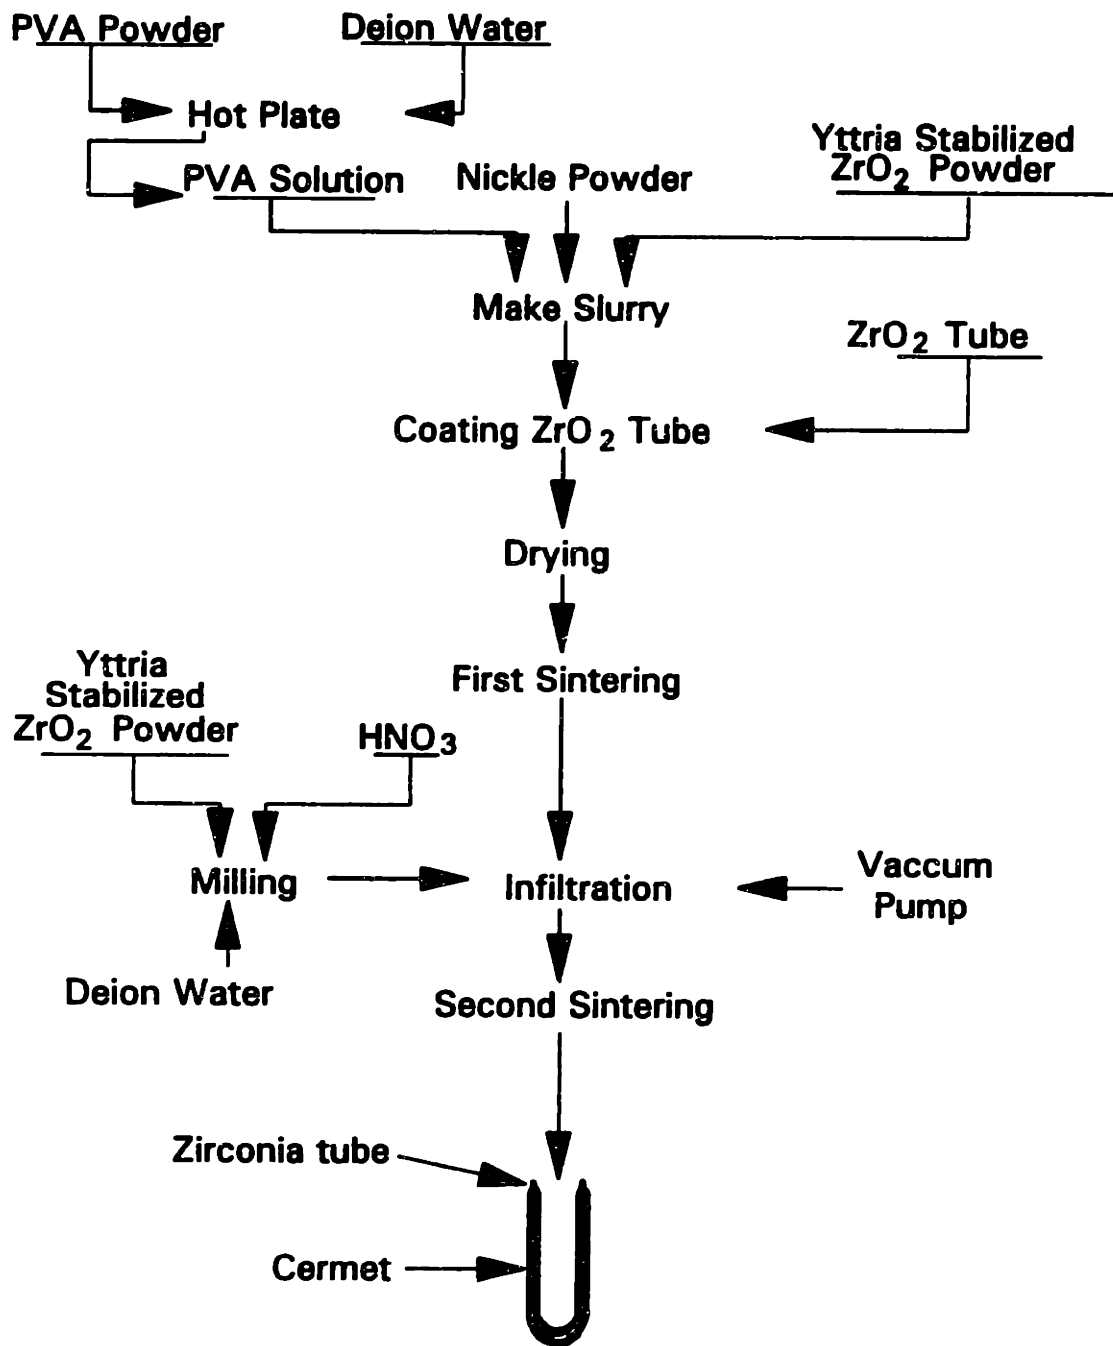 PVA Powder
Deion Water
Hot Plate
PVA Solution
Nickle Powder
Yttria Stabilized
ZrO2 Powder
Make Slurry
ZrO2 Tube
Coating ZrO2 Tube
Drying
First Sintering
Yttria
Stabilized
ZrO2 Powder
HNO3
Milling
Infiltration
Vaccum
Pump
Deion Water
Second Sintering
Zirconia tube
Cermet